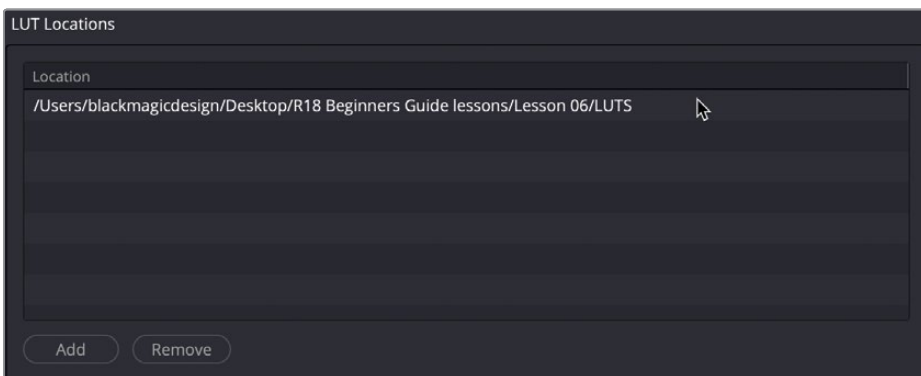 LUT Locations
Location
/Users/blackmagicdesign/Desktop/R18 Beginners Guide lessons/Lesson 06/LUTS
Add Remove